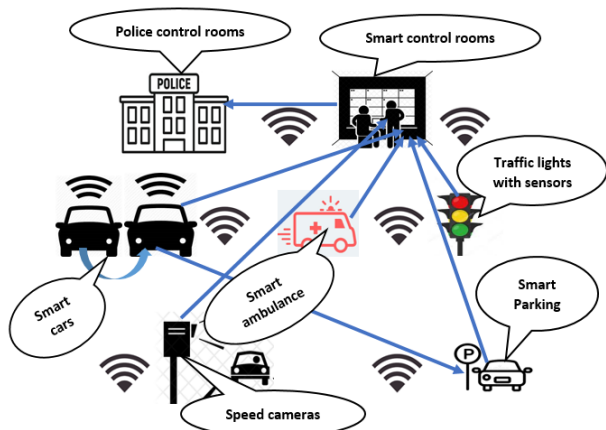 Police control rooms
Smart control rooms
POLICE
Traffic lights
with sensors
Smart
cars
Smart
ambulance
Smart
Parking
P
Speed cameras